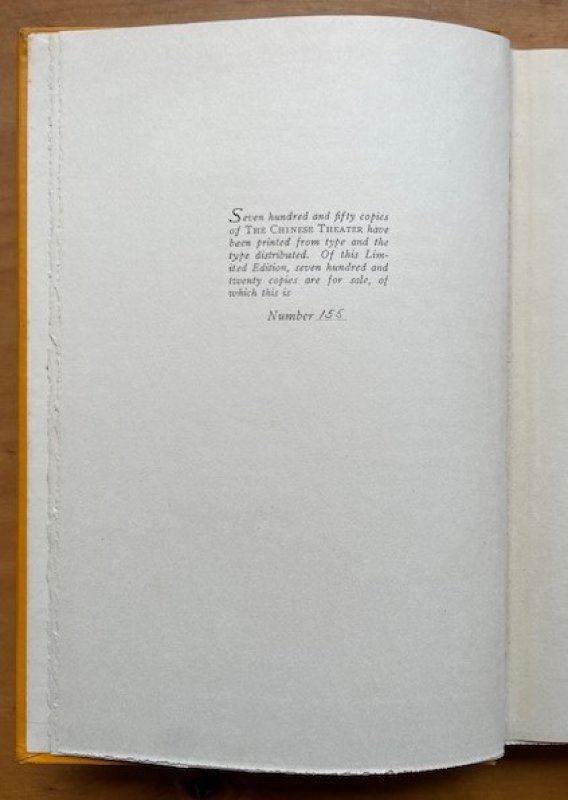 Seven hundred and fifty copies
of THE CHINESE THEATER have
been printed from type and the
type distributed. Of this Lim-
ited Edition, seven hundred and
twenty copies are for sale, of
which this is
Number 155